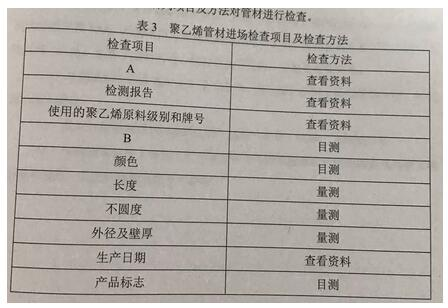 项目及方法对管材进行检查。
表3 聚乙烯管材进场检查项目及检查方法
检查项目 检查方法
A 查看资料
检测报告 查看资料
使用的聚乙烯原料级别和牌号 查看资料
B 目测
颜色 目测
长度 量测
不圆度 量测
外径及壁厚 量测
生产日期 查看资料
产品标志 目测